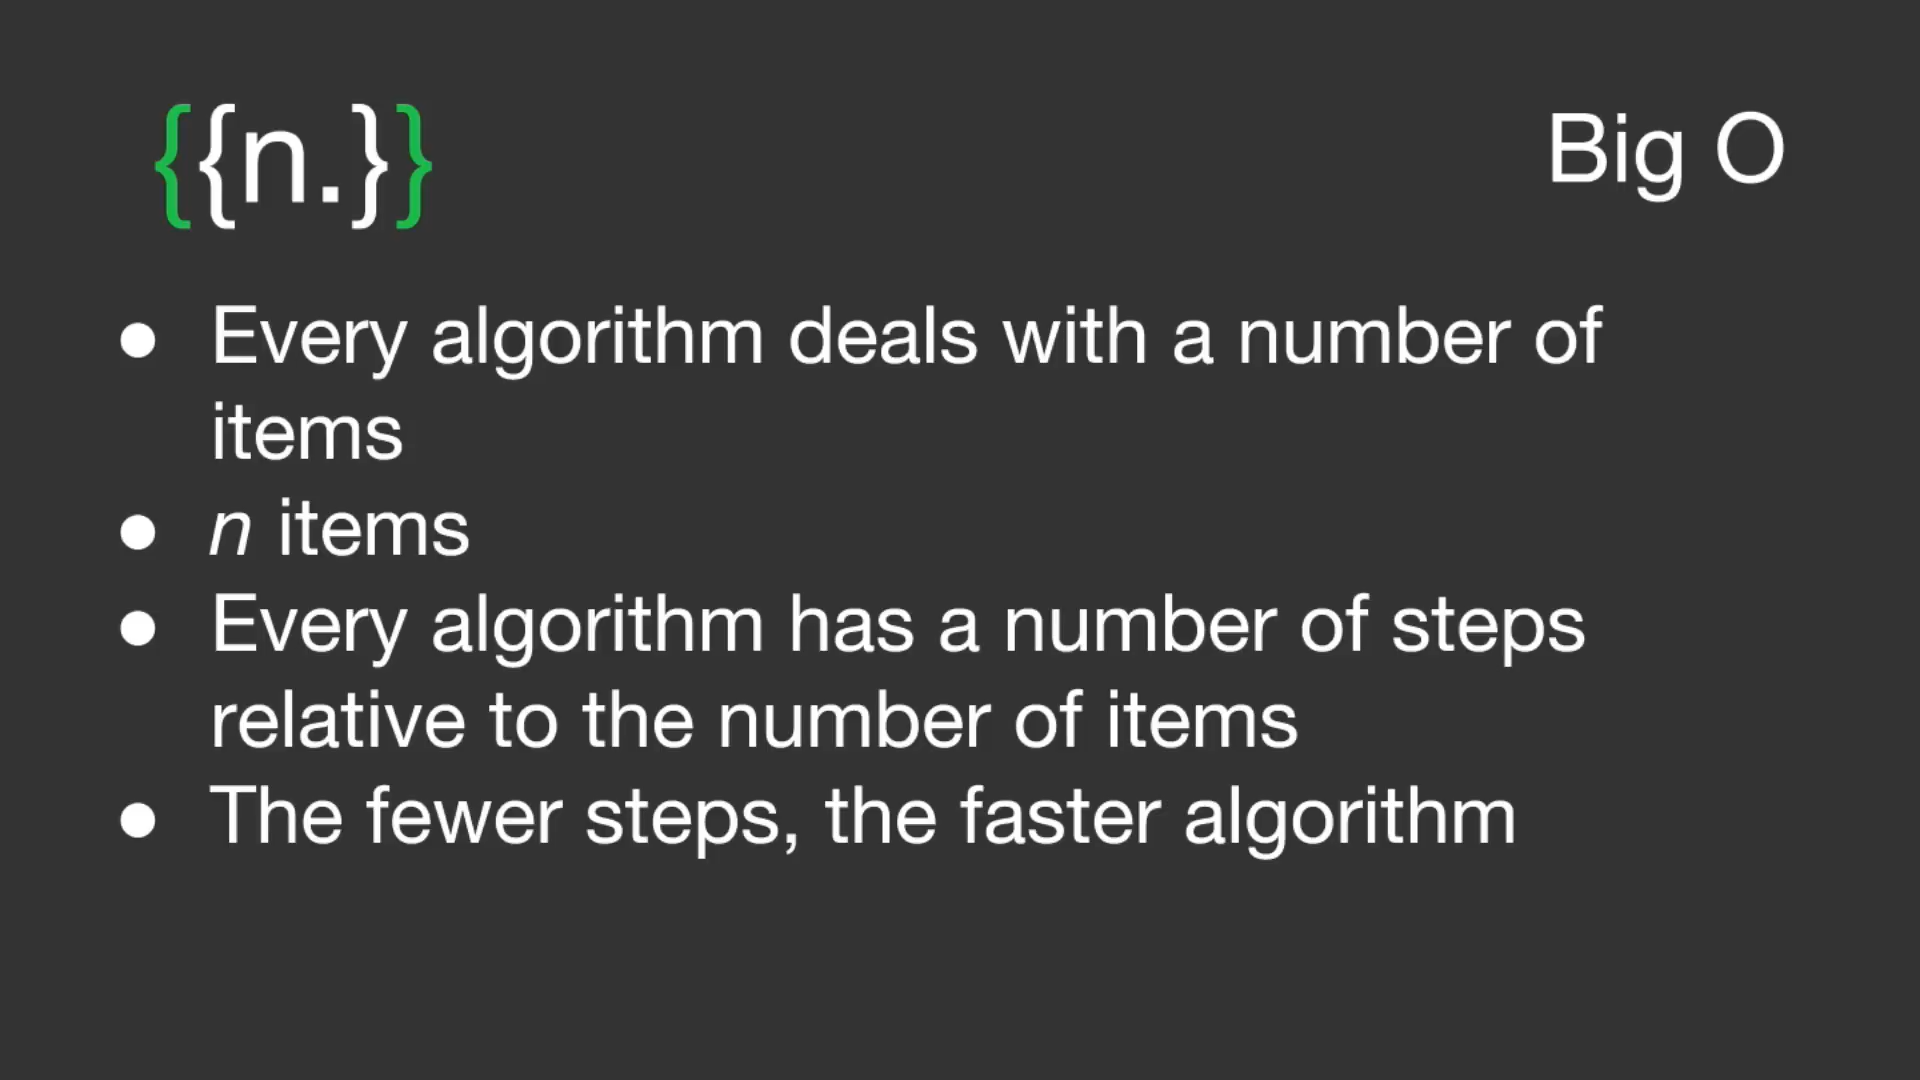 {{n.}}
Big O
● Every algorithm deals with a number of
items
● n items
● Every algorithm has a number of steps
relative to the number of items
● The fewer steps, the faster algorithm